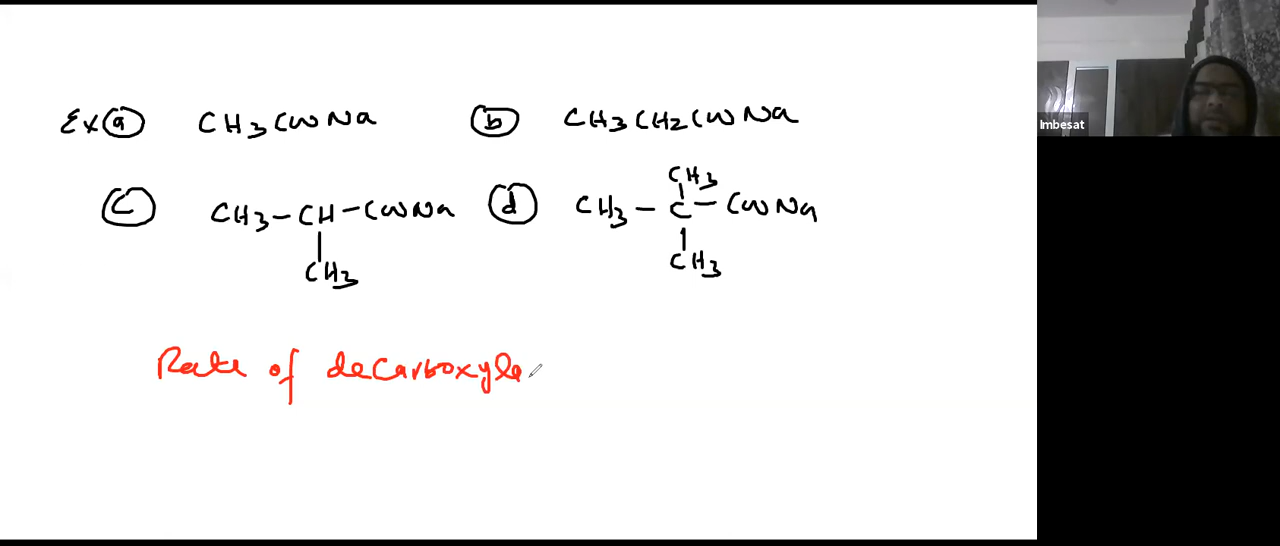 Ex (a) CH3COONa (b) CH3CH2COONa
(c) CH3-CH-COONa (d) CH3-C-COONa
CH3
CH3
CH3
Rate of decarboxyla
Imbesat